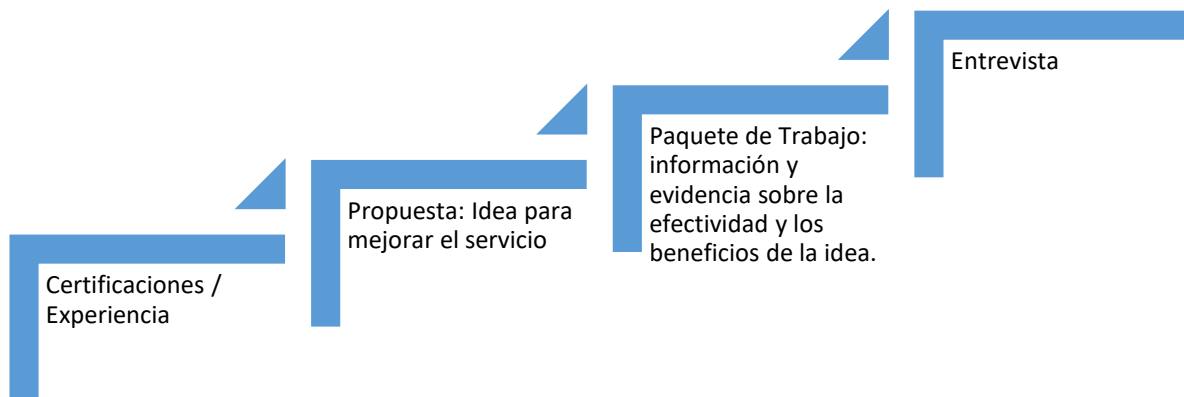 Certificaciones /
Experiencia
Propuesta: Idea para
mejorar el servicio
Paquete de Trabajo:
información y
evidencia sobre la
efectividad y los
beneficios de la idea.
Entrevista